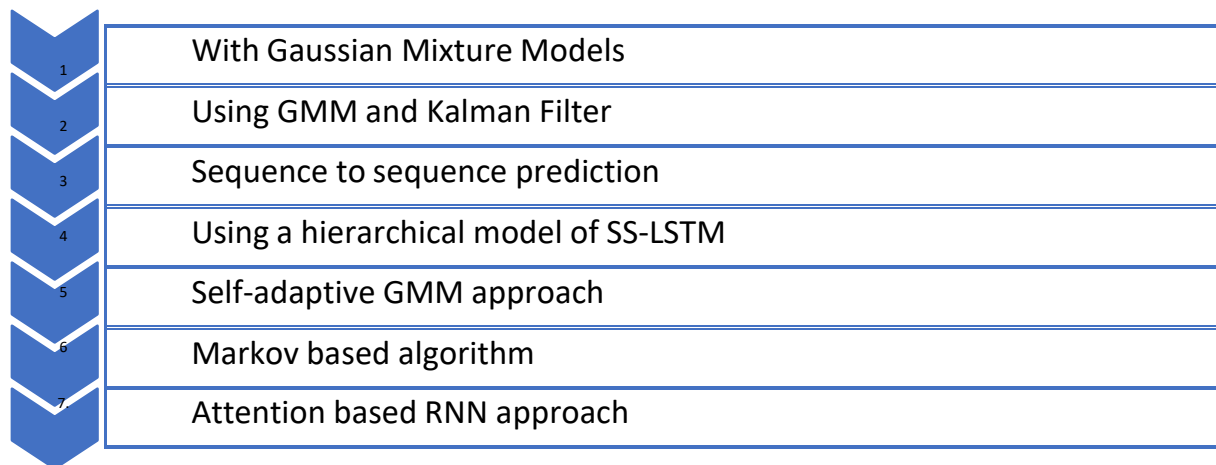 1 With Gaussian Mixture Models
2 Using GMM and Kalman Filter
3 Sequence to sequence prediction
4 Using a hierarchical model of SS-LSTM
5 Self-adaptive GMM approach
6 Markov based algorithm
7. Attention based RNN approach